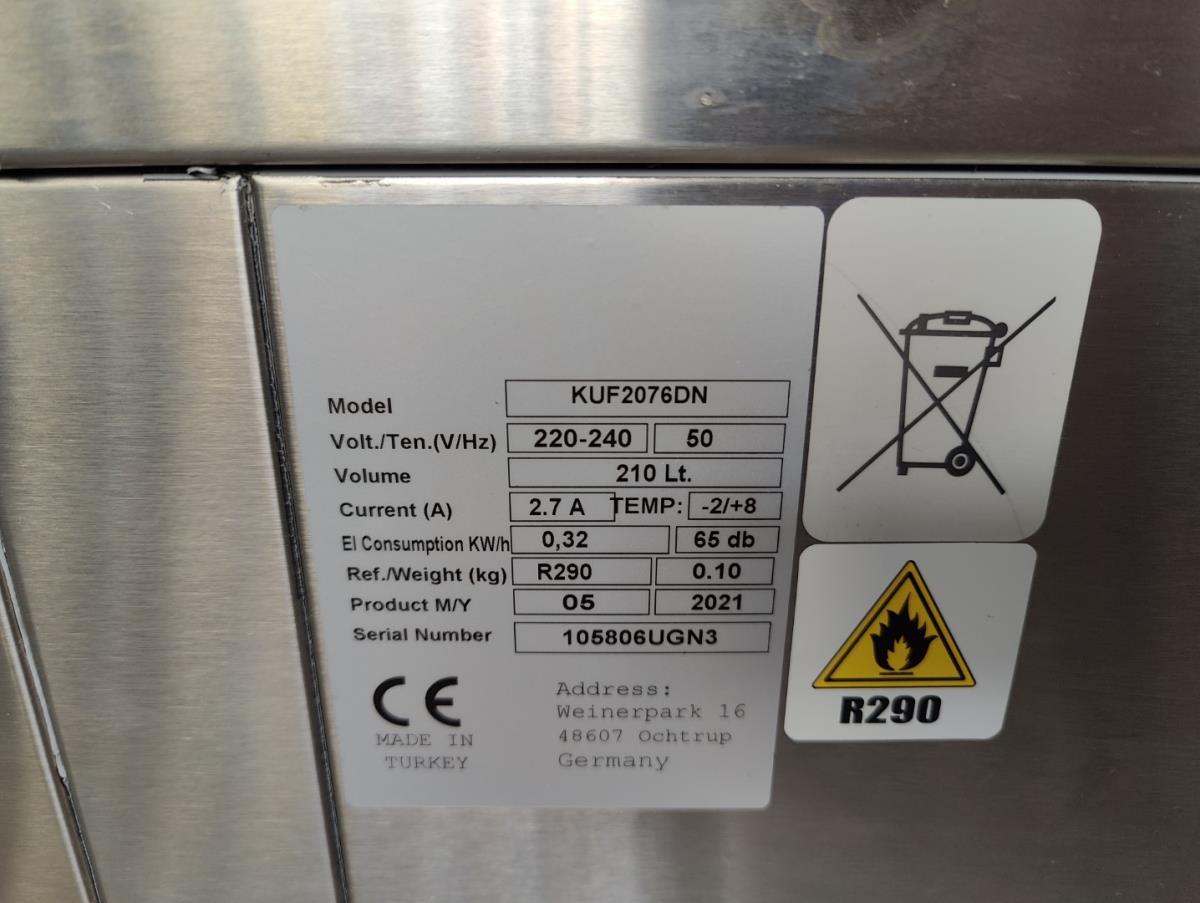 Model KUF2076DN
Volt./Ten.(V/Hz) 220-240 50
Volume 210 Lt.
Current (A) 2.7 A TEMP: -2/+8
El Consumption KW/h 0,32 65 db
Ref./Weight (kg) R290 0.10
Product M/Y 05 2021
Serial Number 105806UGN3
CE
MADE IN
TURKEY
Address:
Weinerpark 16
48607 Ochtrup
Germany
R290